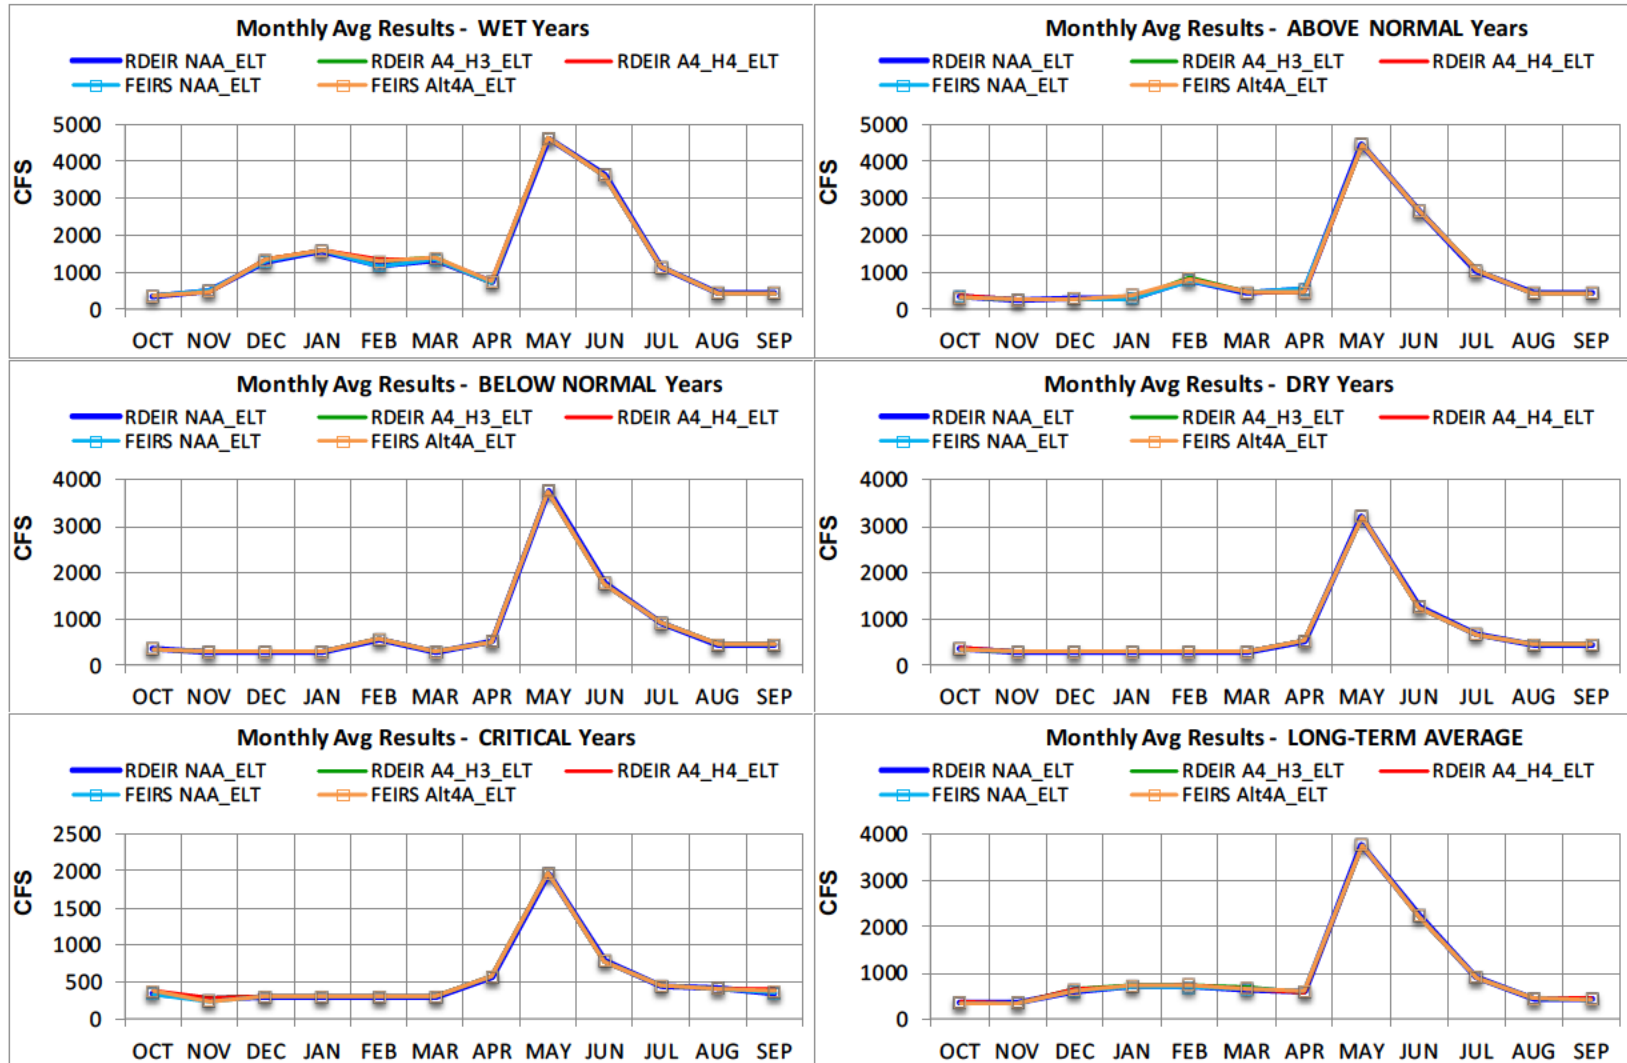 Monthly Avg Results - WET Years
RDEIR NAA_ELT RDEIR A4_H3_ELT RDEIR A4_H4_ELT
FEIRS NAA_ELT FEIRS Alt4A_ELT
CFS
5000
4000
3000
2000
1000
0
OCT NOV DEC JAN FEB MAR APR MAY JUN JUL AUG SEP
Monthly Avg Results - ABOVE NORMAL Years
RDEIR NAA_ELT RDEIR A4_H3_ELT RDEIR A4_H4_ELT
FEIRS NAA_ELT FEIRS Alt4A_ELT
CFS
5000
4000
3000
2000
1000
0
OCT NOV DEC JAN FEB MAR APR MAY JUN JUL AUG SEP
Monthly Avg Results - BELOW NORMAL Years
RDEIR NAA_ELT RDEIR A4_H3_ELT RDEIR A4_H4_ELT
FEIRS NAA_ELT FEIRS Alt4A_ELT
CFS
4000
3000
2000
1000
0
OCT NOV DEC JAN FEB MAR APR MAY JUN JUL AUG SEP
Monthly Avg Results - DRY Years
RDEIR NAA_ELT RDEIR A4_H3_ELT RDEIR A4_H4_ELT
FEIRS NAA_ELT FEIRS Alt4A_ELT
CFS
4000
3000
2000
1000
0
OCT NOV DEC JAN FEB MAR APR MAY JUN JUL AUG SEP
Monthly Avg Results - CRITICAL Years
RDEIR NAA_ELT RDEIR A4_H3_ELT RDEIR A4_H4_ELT
FEIRS NAA_ELT FEIRS Alt4A_ELT
CFS
2500
2000
1500
1000
500
0
OCT NOV DEC JAN FEB MAR APR MAY JUN JUL AUG SEP
Monthly Avg Results - LONG-TERM AVERAGE
RDEIR NAA_ELT RDEIR A4_H3_ELT RDEIR A4_H4_ELT
FEIRS NAA_ELT FEIRS Alt4A_ELT
CFS
4000
3000
2000
1000
0
OCT NOV DEC JAN FEB MAR APR MAY JUN JUL AUG SEP